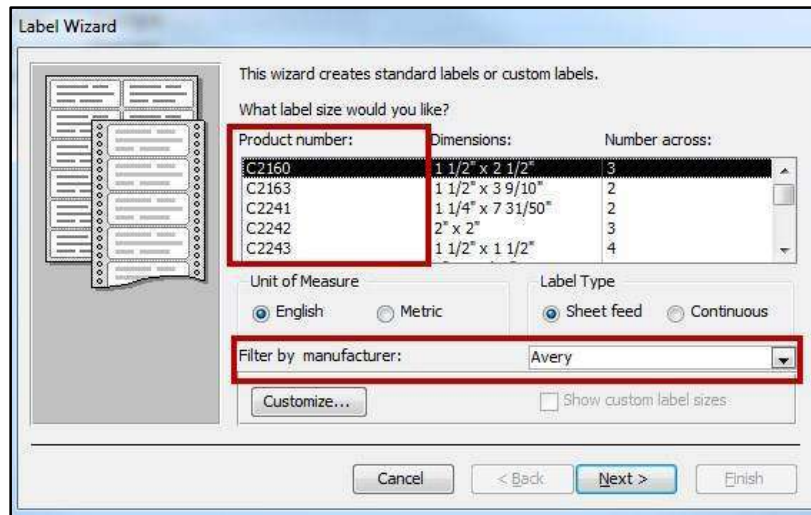 Label Wizard
This wizard creates standard labels or custom labels.
What label size would you like?
Product number: Dimensions: Number across:
C2160 1 1/2" x 2 1/2" 3
C2163 1 1/2" x 3 9/10" 2
C2241 1 1/4" x 7 31/50" 2
C2242 2" x 2" 3
C2243 1 1/2" x 1 1/2" 4
Unit of Measure Label Type
English Metric Sheet feed Continuous
Filter by manufacturer: Avery
Customize... Show custom label sizes
Cancel < Back Next > Finish